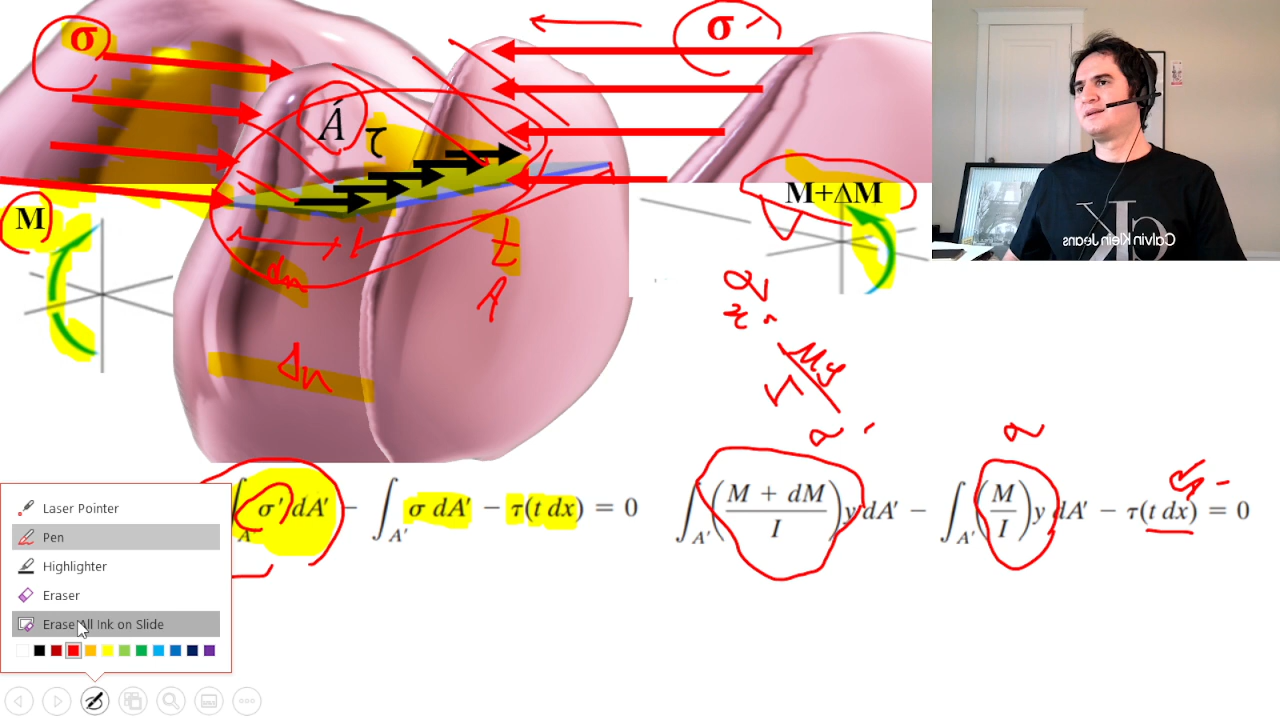 σ
σ′
Á
τ
M
M+ΔM
t
A
dx
Δx
My
I
σ′
σ
Calvin Klein Jeans
Laser Pointer
Pen
Highlighter
Eraser
Erase All Ink on Slide
∫A′ σ′ dA′ − ∫A′ σ dA′ − τ(t dx) = 0
∫A′ ((M + dM)/I) y dA′ − ∫A′ (M/I) y dA′ − τ(t dx) = 0